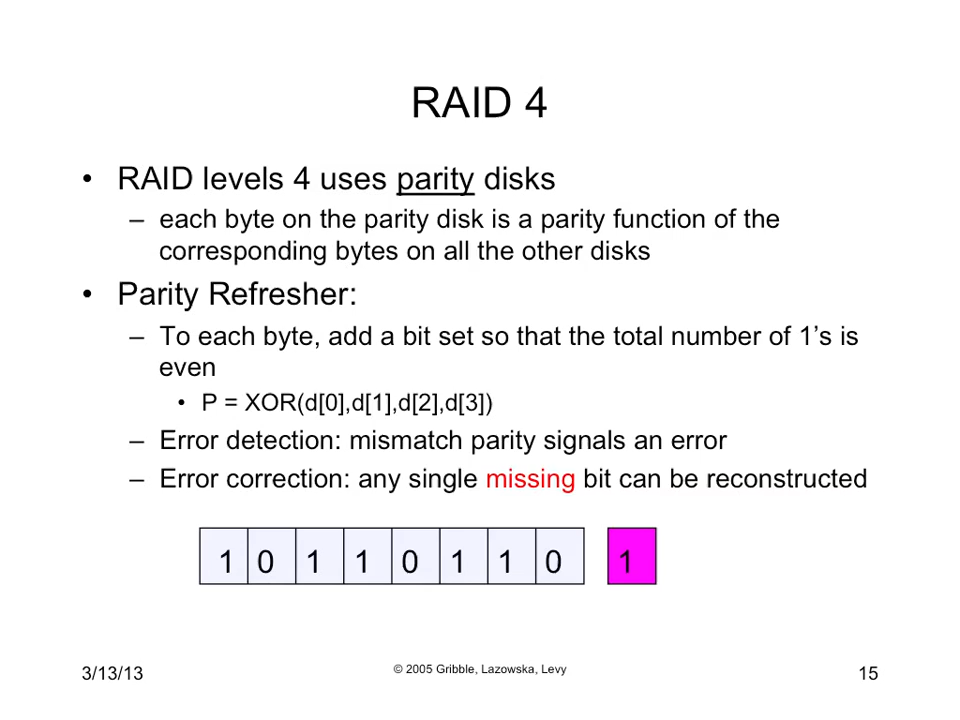 RAID 4
• RAID levels 4 uses parity disks
– each byte on the parity disk is a parity function of the
corresponding bytes on all the other disks
• Parity Refresher:
– To each byte, add a bit set so that the total number of 1’s is
even
• P = XOR(d[0],d[1],d[2],d[3])
– Error detection: mismatch parity signals an error
– Error correction: any single missing bit can be reconstructed
1 0 1 1 0 1 1 0 1
3/13/13 © 2005 Gribble, Lazowska, Levy 15